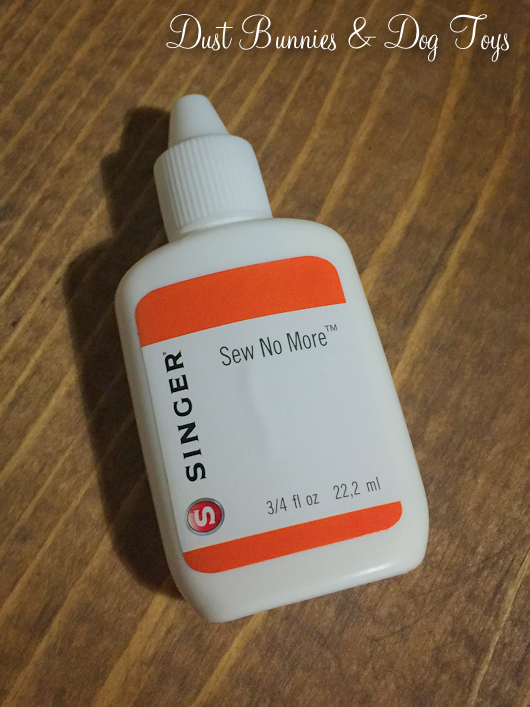 Dust Bunnies & Dog Toys
Sew No More™
SINGER®
S
3/4 fl oz 22,2 ml